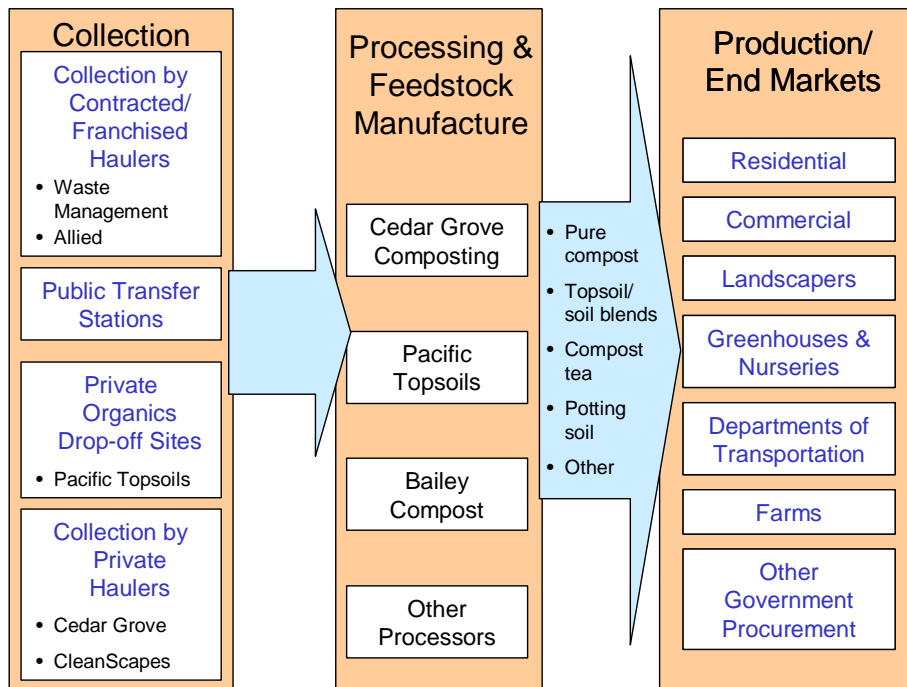 Collection
Collection by
Contracted/
Franchised
Haulers
• Waste
Management
• Allied
Public Transfer
Stations
Private
Organics
Drop-off Sites
• Pacific Topsoils
Collection by
Private
Haulers
• Cedar Grove
• CleanScapes
Processing &
Feedstock
Manufacture
Cedar Grove
Composting
Pacific
Topsoils
Bailey
Compost
Other
Processors
• Pure
compost
• Topsoil/
soil blends
• Compost
tea
• Potting
soil
• Other
Production/
End Markets
Residential
Commercial
Landscapers
Greenhouses &
Nurseries
Departments of
Transportation
Farms
Other
Government
Procurement